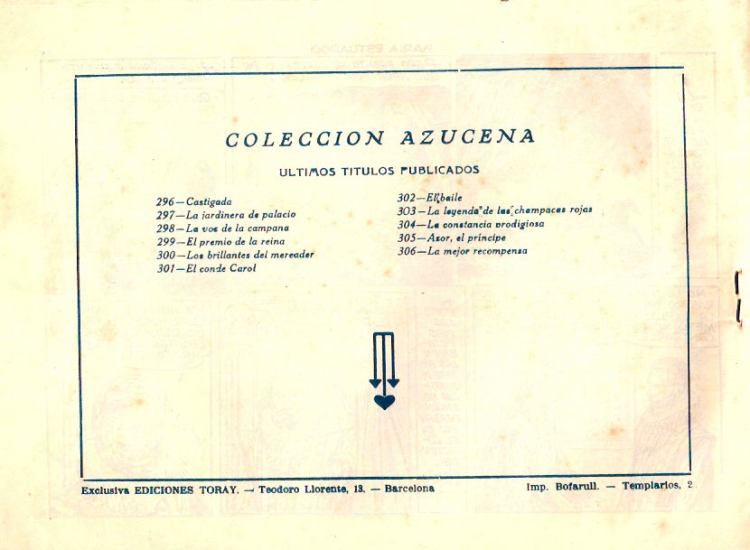 COLECCION AZUCENA
ULTIMOS TITULOS PUBLICADOS
296—Castigada
297—La jardinera de palacio
298—La voz de la campana
299—El premio de la reina
300—Los brillantes del mercader
301—El conde Carol
302—El baile
303—La leyenda de las champacas rojas
304—La constancia prodigiosa
305—Asor, el príncipe
306—La mejor recompensa
Exclusiva EDICIONES TORAY. — Teodoro Llorente, 13. — Barcelona
Imp. Bofarull. — Templarios, 2